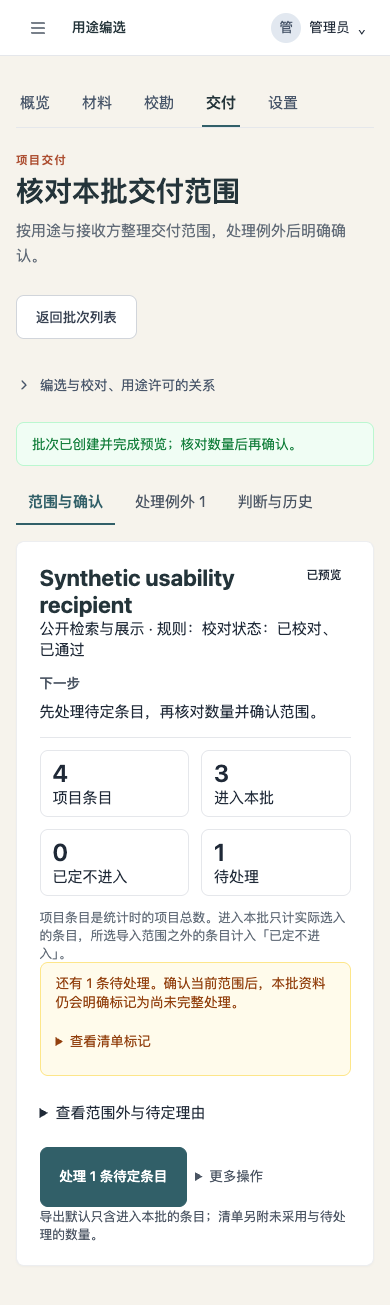 用途编选
管 管理员
概览 材料 校勘 交付 设置
项目交付
核对本批交付范围
按用途与接收方整理交付范围，处理例外后明确确
认。
返回批次列表
编选与校对、用途许可的关系
批次已创建并完成预览；核对数量后再确认。
范围与确认 处理例外 1 判断与历史
Synthetic usability
recipient
已预览
公开检索与展示 · 规则：校对状态：已校对、
已通过
下一步
先处理待定条目，再核对数量并确认范围。
4
项目条目
3
进入本批
0
已定不进入
1
待处理
项目条目是统计时的项目总数。进入本批只计实际选入
的条目，所选导入范围之外的条目计入「已定不进
入」。
还有 1 条待处理。确认当前范围后，本批资料
仍会明确标记为尚未完整处理。
查看清单标记
查看范围外与待定理由
处理 1 条待定条目
更多操作
导出默认只含进入本批的条目；清单另附未采用与待处
理的数量。